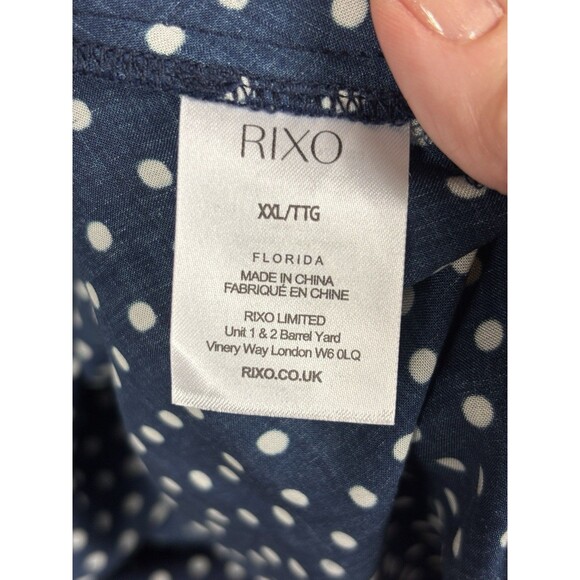 RIXO
XXL/TTG
FLORIDA
MADE IN CHINA
FABRIQUÉ EN CHINE
RIXO LIMITED
Unit 1 & 2 Barrel Yard
Vinery Way London W6 0LQ
RIXO.CO.UK